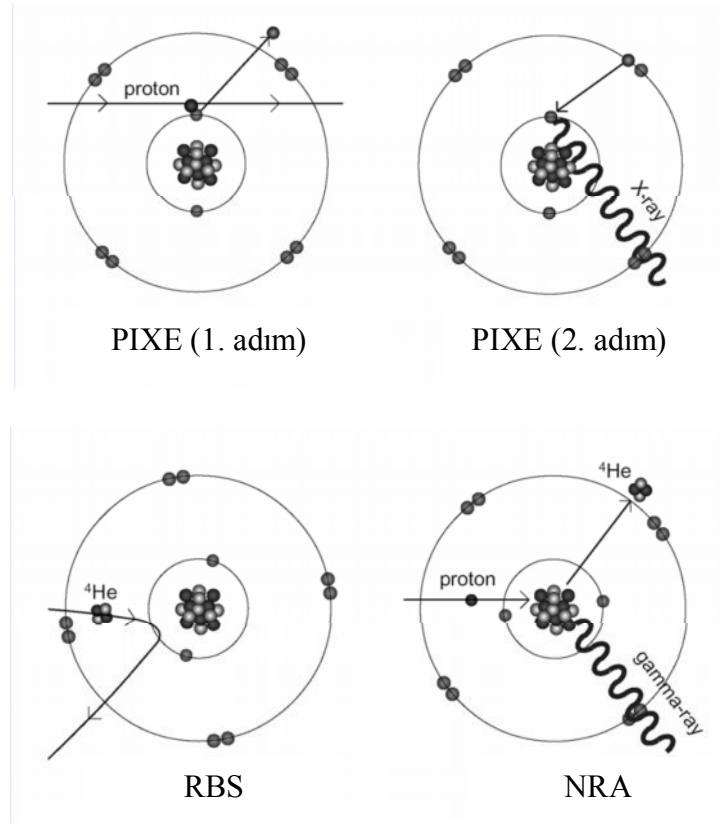 proton
X-ray
PIXE (1. adım)
PIXE (2. adım)
⁴He
⁴He
proton
gamma-ray
RBS
NRA